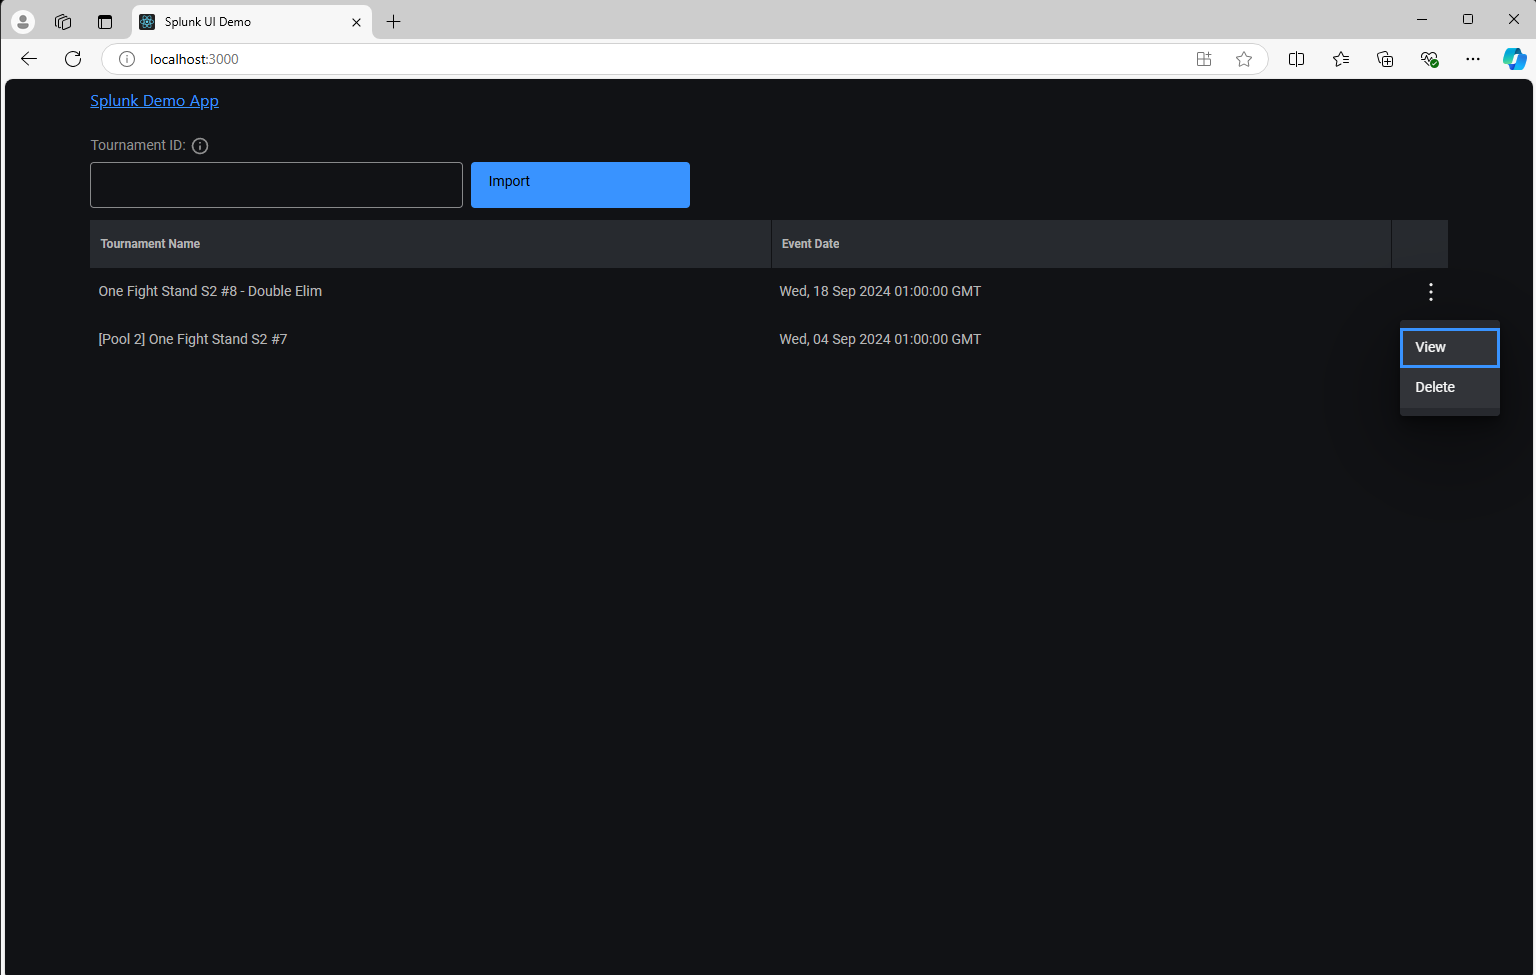 Splunk UI Demo
localhost:3000
Splunk Demo App
Tournament ID:
Import
Tournament Name Event Date
One Fight Stand S2 #8 - Double Elim Wed, 18 Sep 2024 01:00:00 GMT
[Pool 2] One Fight Stand S2 #7 Wed, 04 Sep 2024 01:00:00 GMT
View
Delete